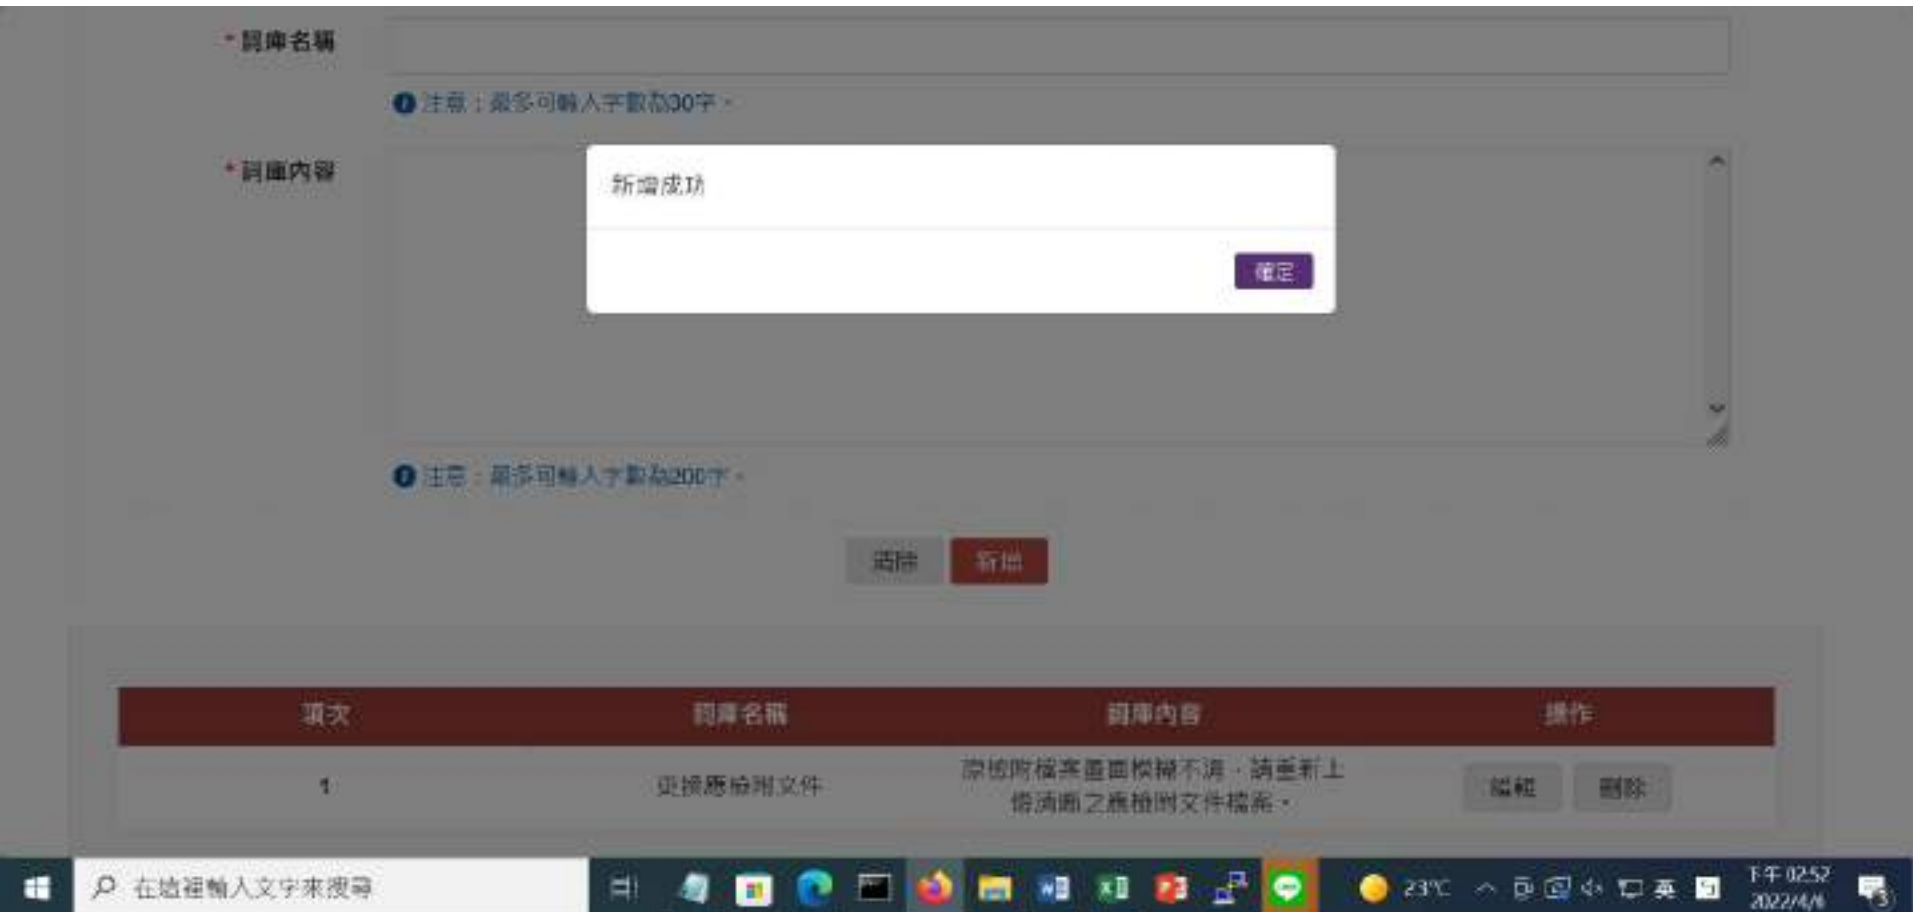 *詞庫名稱
注意：最多可輸入字數為30字。
*詞庫內容
新增成功
確定
注意：最多可輸入字數為200字。
清除 新增
項次 詞庫名稱 詞庫內容 操作
1 更換應檢附文件 原檢附檔案畫面模糊不清，請重新上傳清晰之應檢附文件檔案。 編輯 刪除
在這裡輸入文字來搜尋 23°C 英 下午 02:52
2022/4/6
3